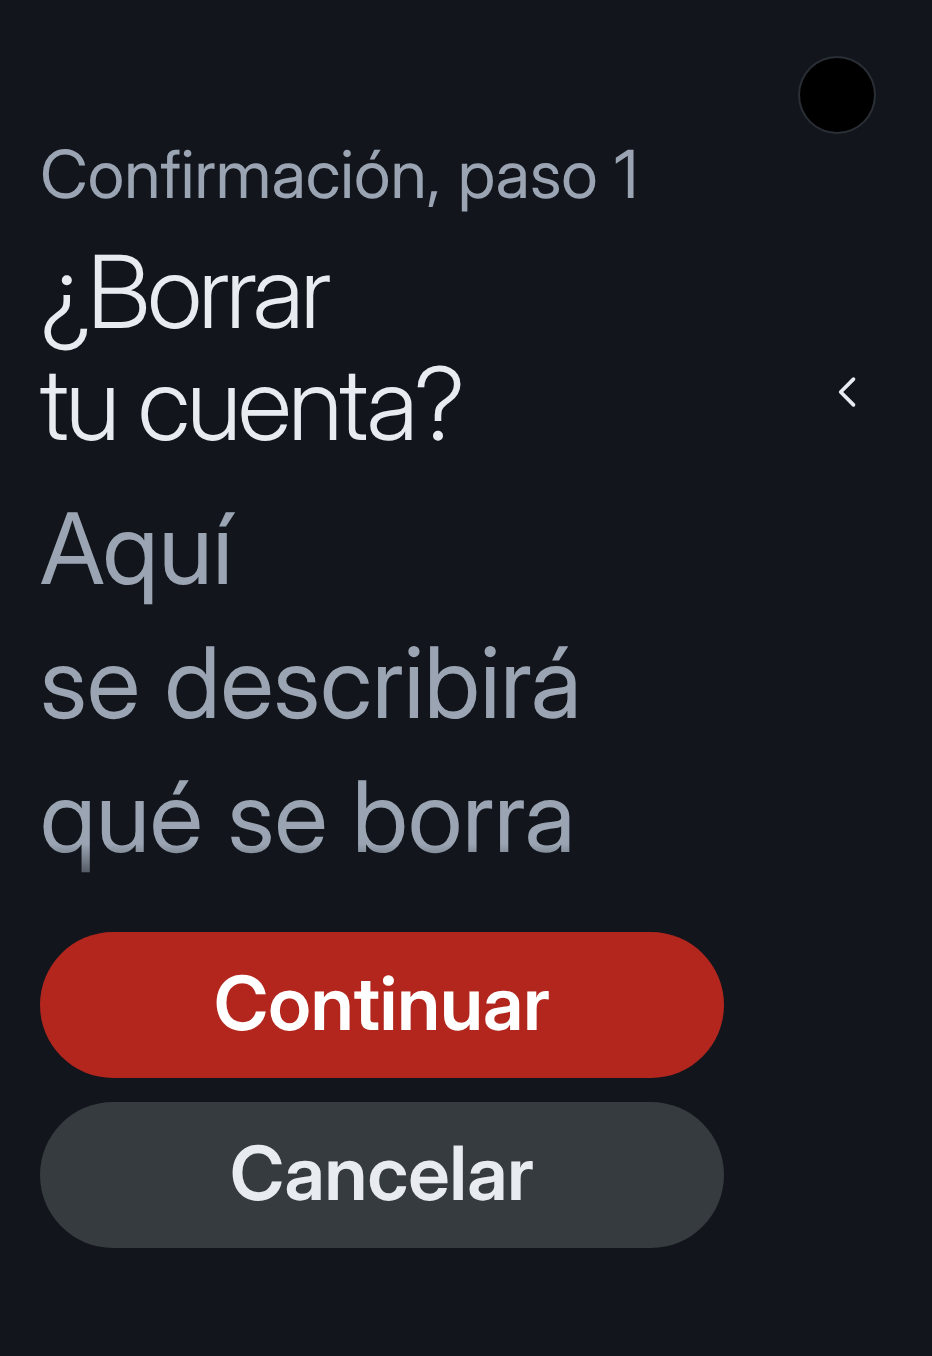 Confirmación, paso 1
¿Borrar
tu cuenta?
Aquí
se describirá
qué se borra
Continuar
Cancelar